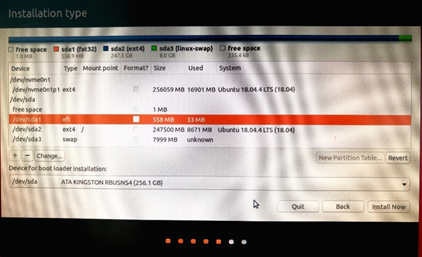 Installation type
free space sda1 (fat32) sda2 (ext4) sda3 (linux-swap) free space
1.0 MB 558.9 MB 247.5 GB 8.0 GB 335.4 kB
Device Type Mount point Format? Size Used System
/dev/nvme0n1
/dev/nvme0n1p1 ext4 256059 MB 16901 MB Ubuntu 18.04.4 LTS (18.04)
/dev/sda
free space 1 MB
/dev/sda1 efi 558 MB 33 MB
/dev/sda2 ext4 / 247500 MB 8671 MB Ubuntu 18.04.4 LTS (18.04)
/dev/sda3 swap 7999 MB unknown
+ − Change... New Partition Table... Revert
Device for boot loader installation:
/dev/sda ATA KINGSTON RBUSNS4 (256.1 GB)
Quit Back Install Now